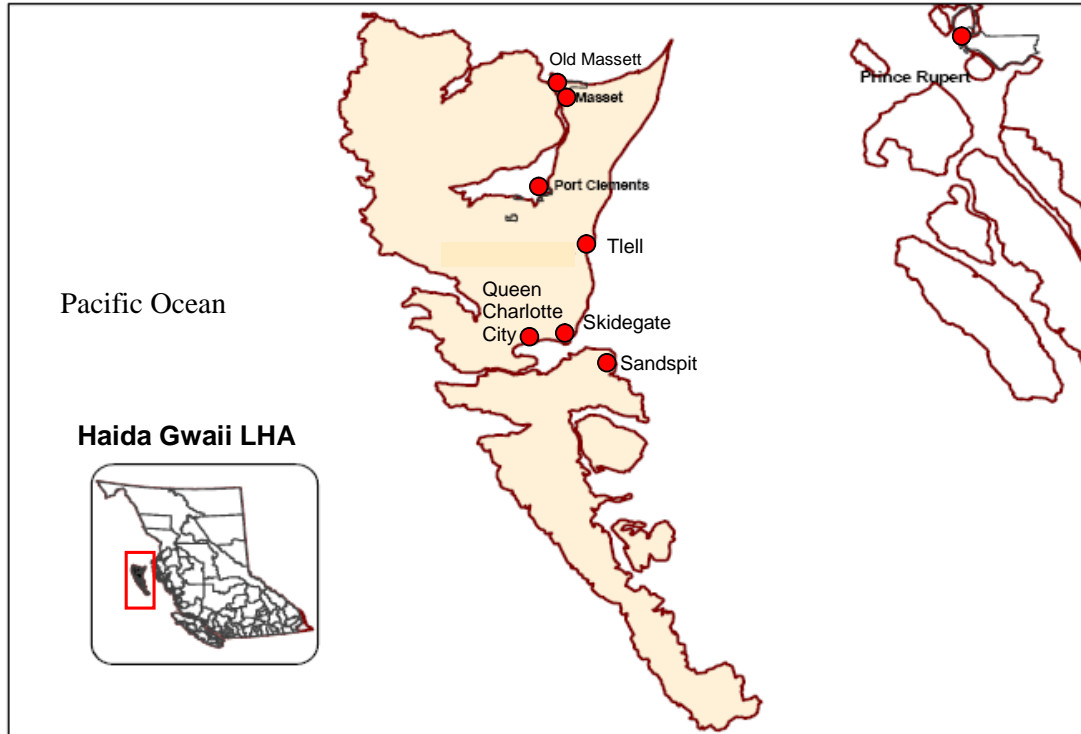 Old Massett
Masset
Prince Rupert
Port Clements
Tlell
Pacific Ocean
Queen
Charlotte
City
Skidegate
Sandspit
Haida Gwaii LHA